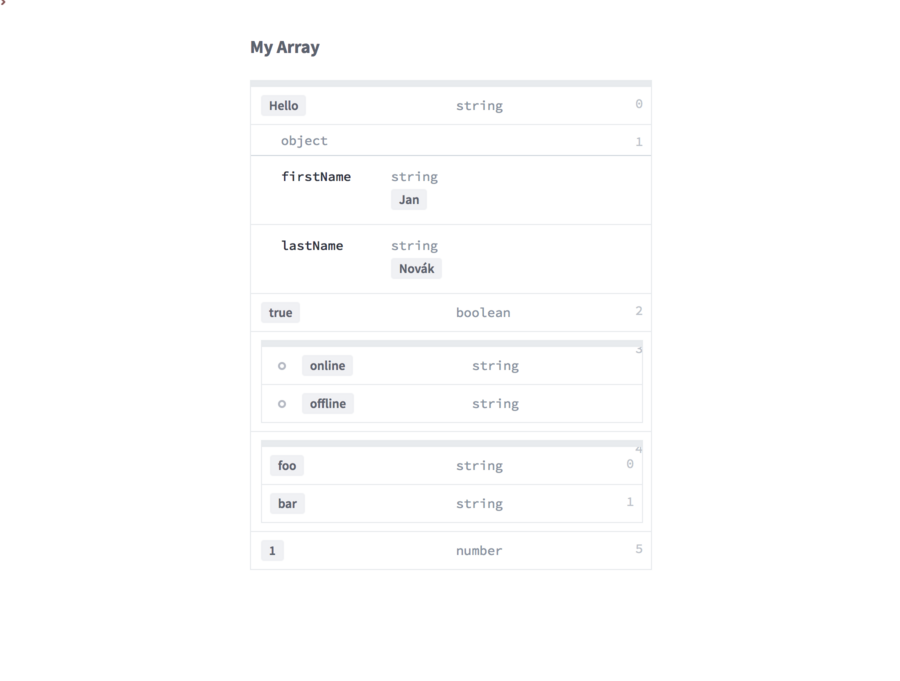 My Array
Hello string 0
object 1
firstName string
Jan
lastName string
Novák
true boolean 2
3
online string
offline string
4
foo string 0
bar string 1
1 number 5